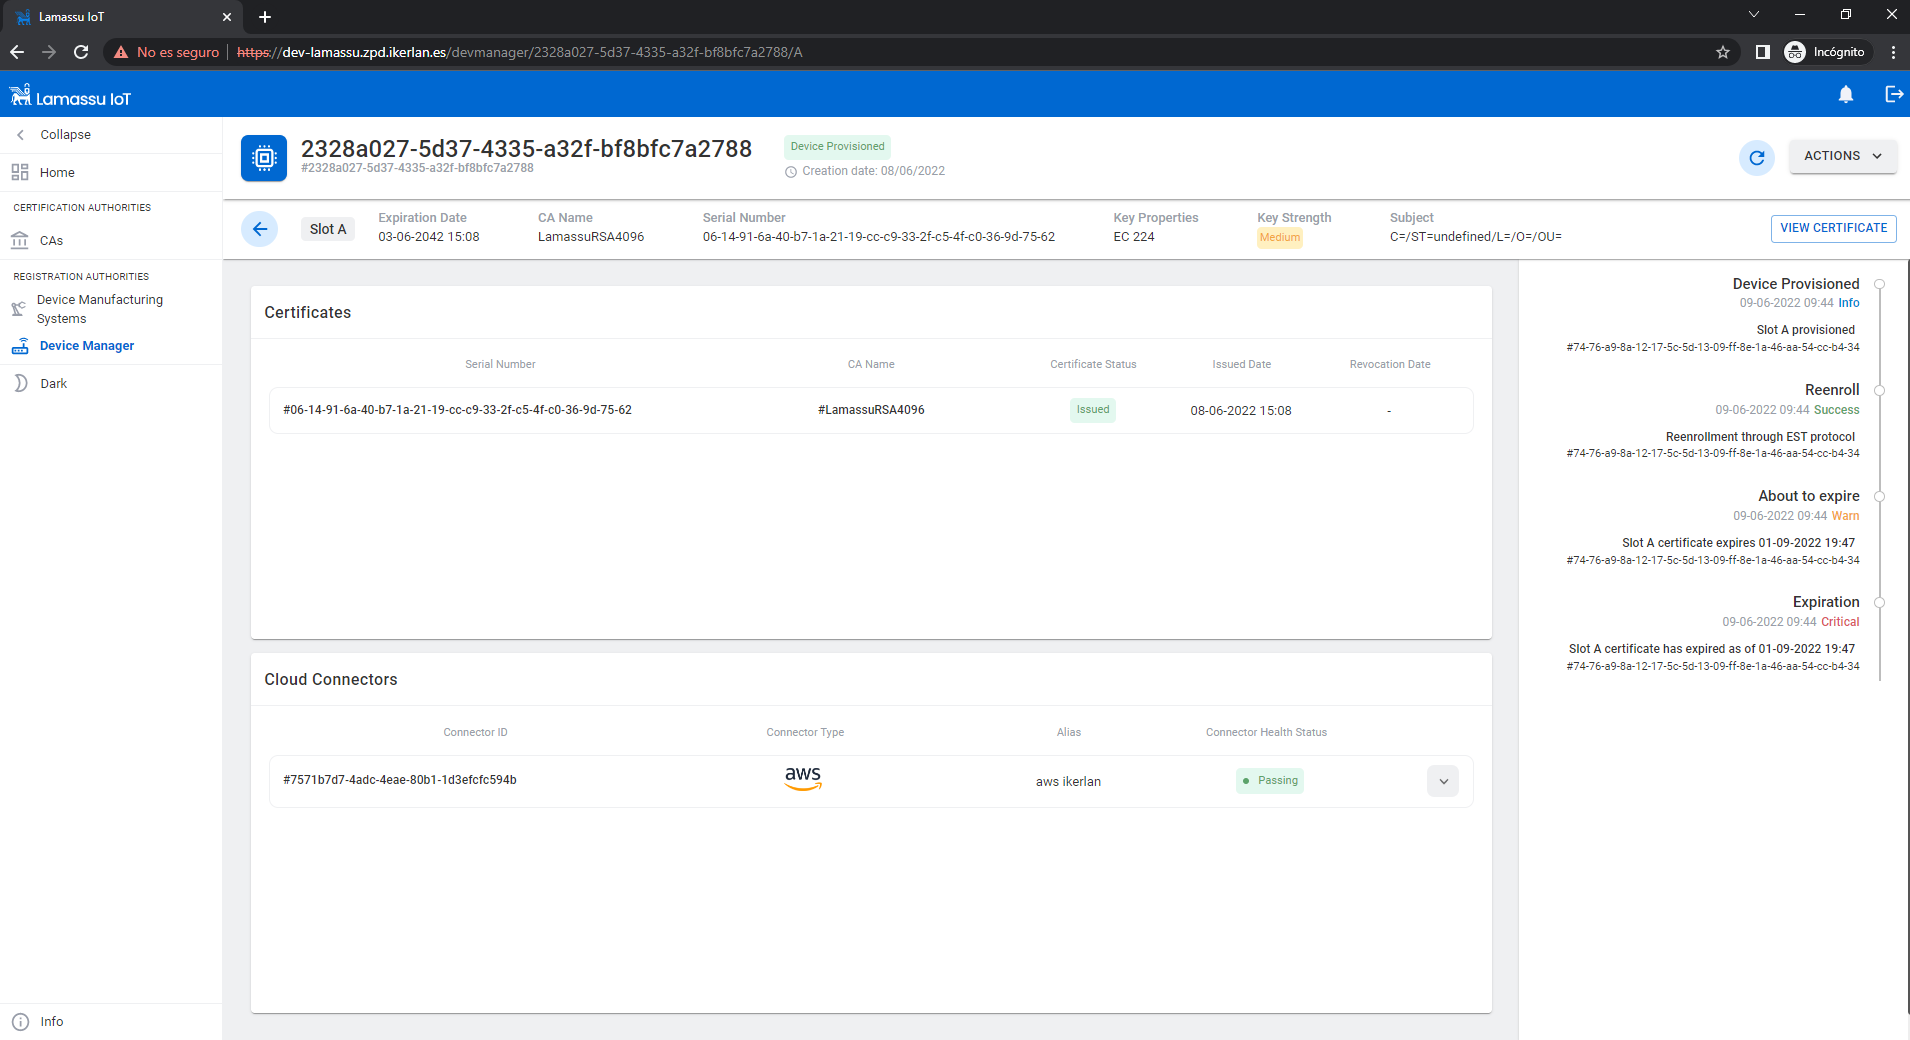 Lamassu IoT
No es seguro
https://dev-lamassu.zpd.ikerlan.es/devmanager/2328a027-5d37-4335-a32f-bf8bfc7a2788/A
Incógnito
Lamassu IoT
Collapse
Home
CERTIFICATION AUTHORITIES
CAs
REGISTRATION AUTHORITIES
Device Manufacturing
Systems
Device Manager
Dark
Info
2328a027-5d37-4335-a32f-bf8bfc7a2788
#2328a027-5d37-4335-a32f-bf8bfc7a2788
Device Provisioned
Creation date: 08/06/2022
ACTIONS
Slot A
Expiration Date
03-06-2042 15:08
CA Name
LamassuRSA4096
Serial Number
06-14-91-6a-40-b7-1a-21-19-cc-c9-33-2f-c5-4f-c0-36-9d-75-62
Key Properties
EC 224
Key Strength
Medium
Subject
C=/ST=undefined/L=/O=/OU=
VIEW CERTIFICATE
Certificates
Serial Number CA Name Certificate Status Issued Date Revocation Date
#06-14-91-6a-40-b7-1a-21-19-cc-c9-33-2f-c5-4f-c0-36-9d-75-62 #LamassuRSA4096 Issued 08-06-2022 15:08 -
Cloud Connectors
Connector ID Connector Type Alias Connector Health Status
#7571b7d7-4adc-4eae-80b1-1d3efcfc594b aws aws ikerlan Passing
Device Provisioned
09-06-2022 09:44 Info
Slot A provisioned
#74-76-a9-8a-12-17-5c-5d-13-09-ff-8e-1a-46-aa-54-cc-b4-34
Reenroll
09-06-2022 09:44 Success
Reenrollment through EST protocol
#74-76-a9-8a-12-17-5c-5d-13-09-ff-8e-1a-46-aa-54-cc-b4-34
About to expire
09-06-2022 09:44 Warn
Slot A certificate expires 01-09-2022 19:47
#74-76-a9-8a-12-17-5c-5d-13-09-ff-8e-1a-46-aa-54-cc-b4-34
Expiration
09-06-2022 09:44 Critical
Slot A certificate has expired as of 01-09-2022 19:47
#74-76-a9-8a-12-17-5c-5d-13-09-ff-8e-1a-46-aa-54-cc-b4-34